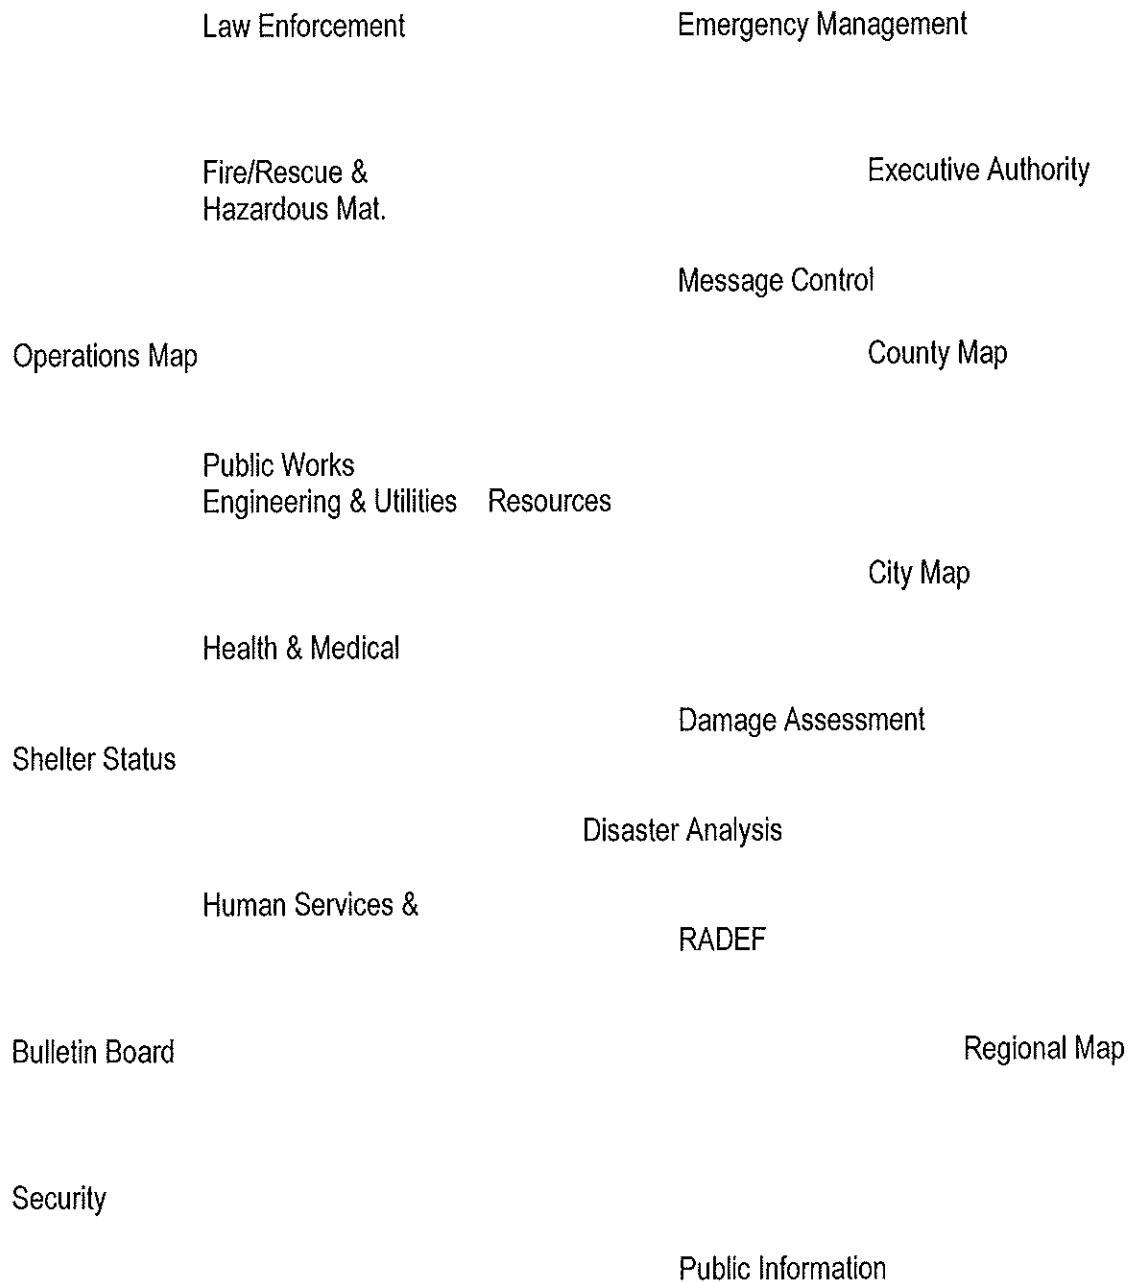 Law Enforcement
Emergency Management
Fire/Rescue &
Hazardous Mat.
Executive Authority
Message Control
Operations Map
County Map
Public Works
Engineering & Utilities Resources
City Map
Health & Medical
Damage Assessment
Shelter Status
Disaster Analysis
Human Services &
RADEF
Bulletin Board
Regional Map
Security
Public Information